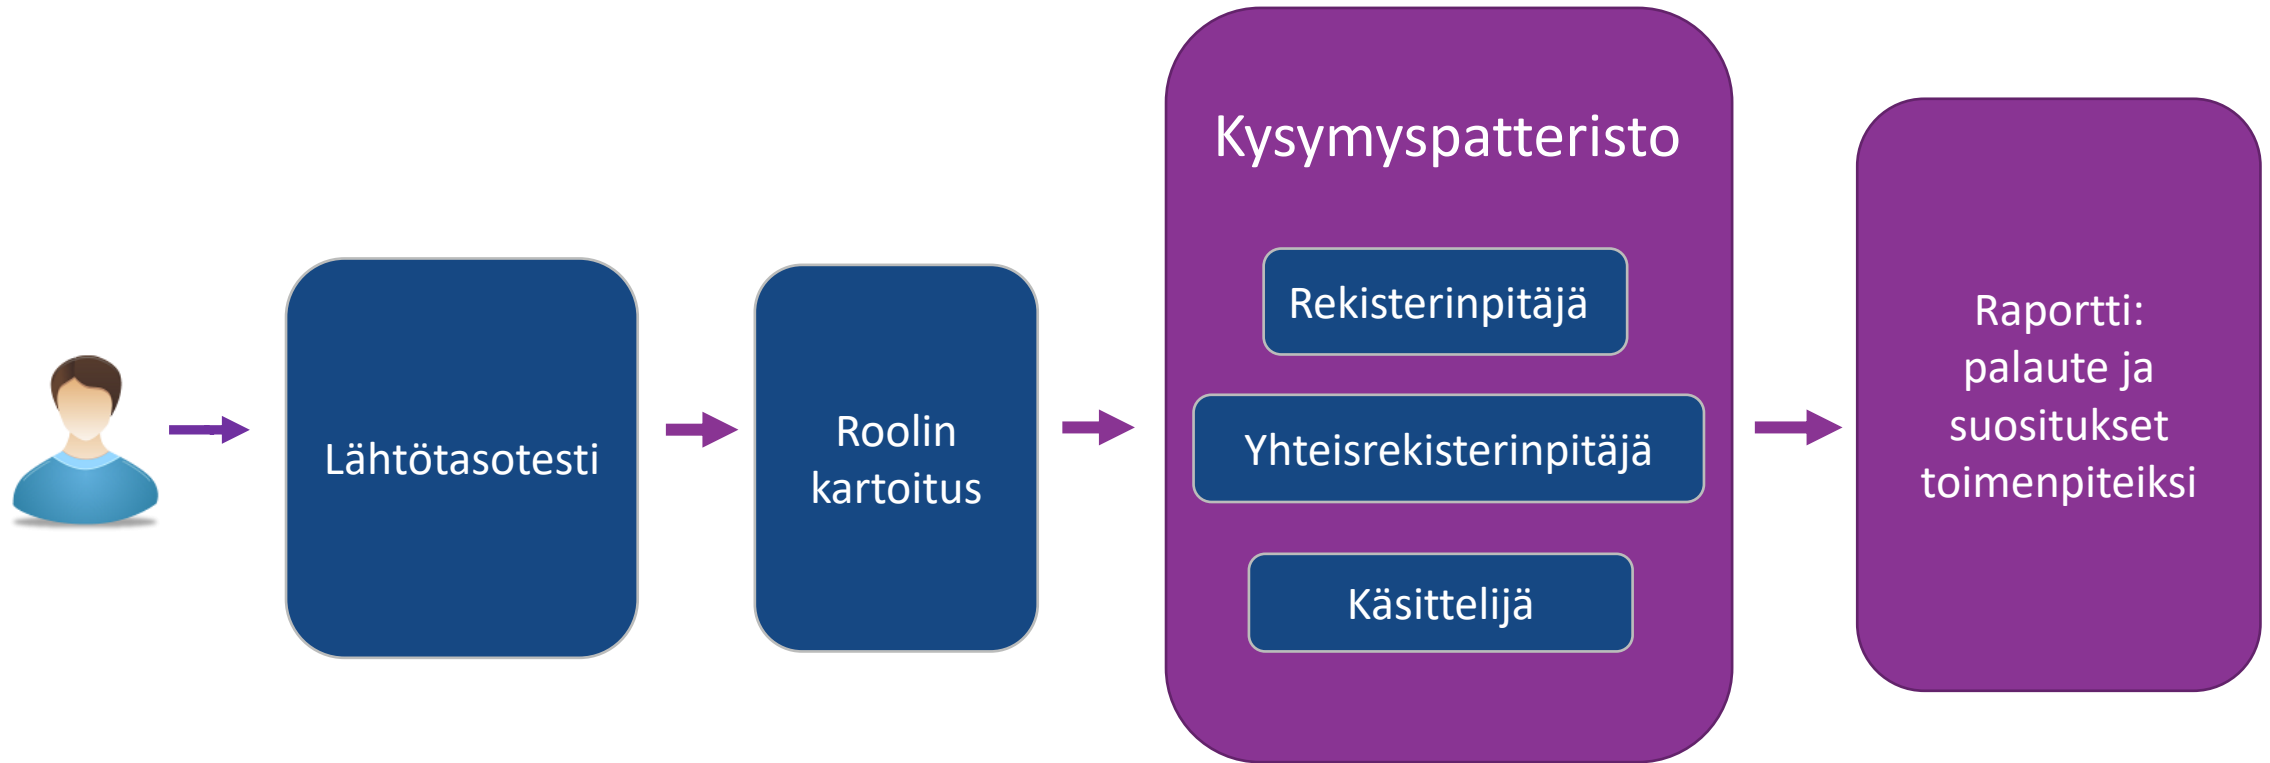 Lähtötasotesti
Roolin
kartoitus
Kysymyspatteristo
Rekisterinpitäjä
Yhteisrekisterinpitäjä
Käsittelijä
Raportti:
palaute ja
suositukset
toimenpiteiksi